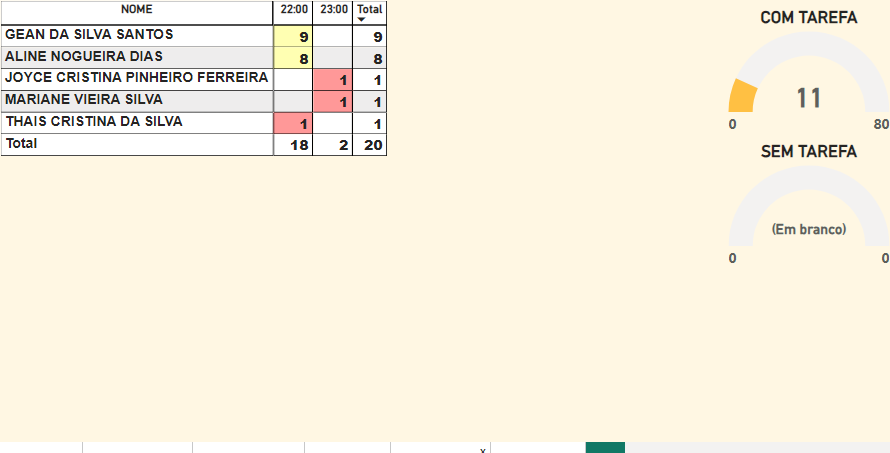 NOME 22:00 23:00 Total
GEAN DA SILVA SANTOS 9 9
ALINE NOGUEIRA DIAS 8 8
JOYCE CRISTINA PINHEIRO FERREIRA 1 1
MARIANE VIEIRA SILVA 1 1
THAIS CRISTINA DA SILVA 1 1
Total 18 2 20
COM TAREFA
11
0 80
SEM TAREFA
(Em branco)
0 0
x